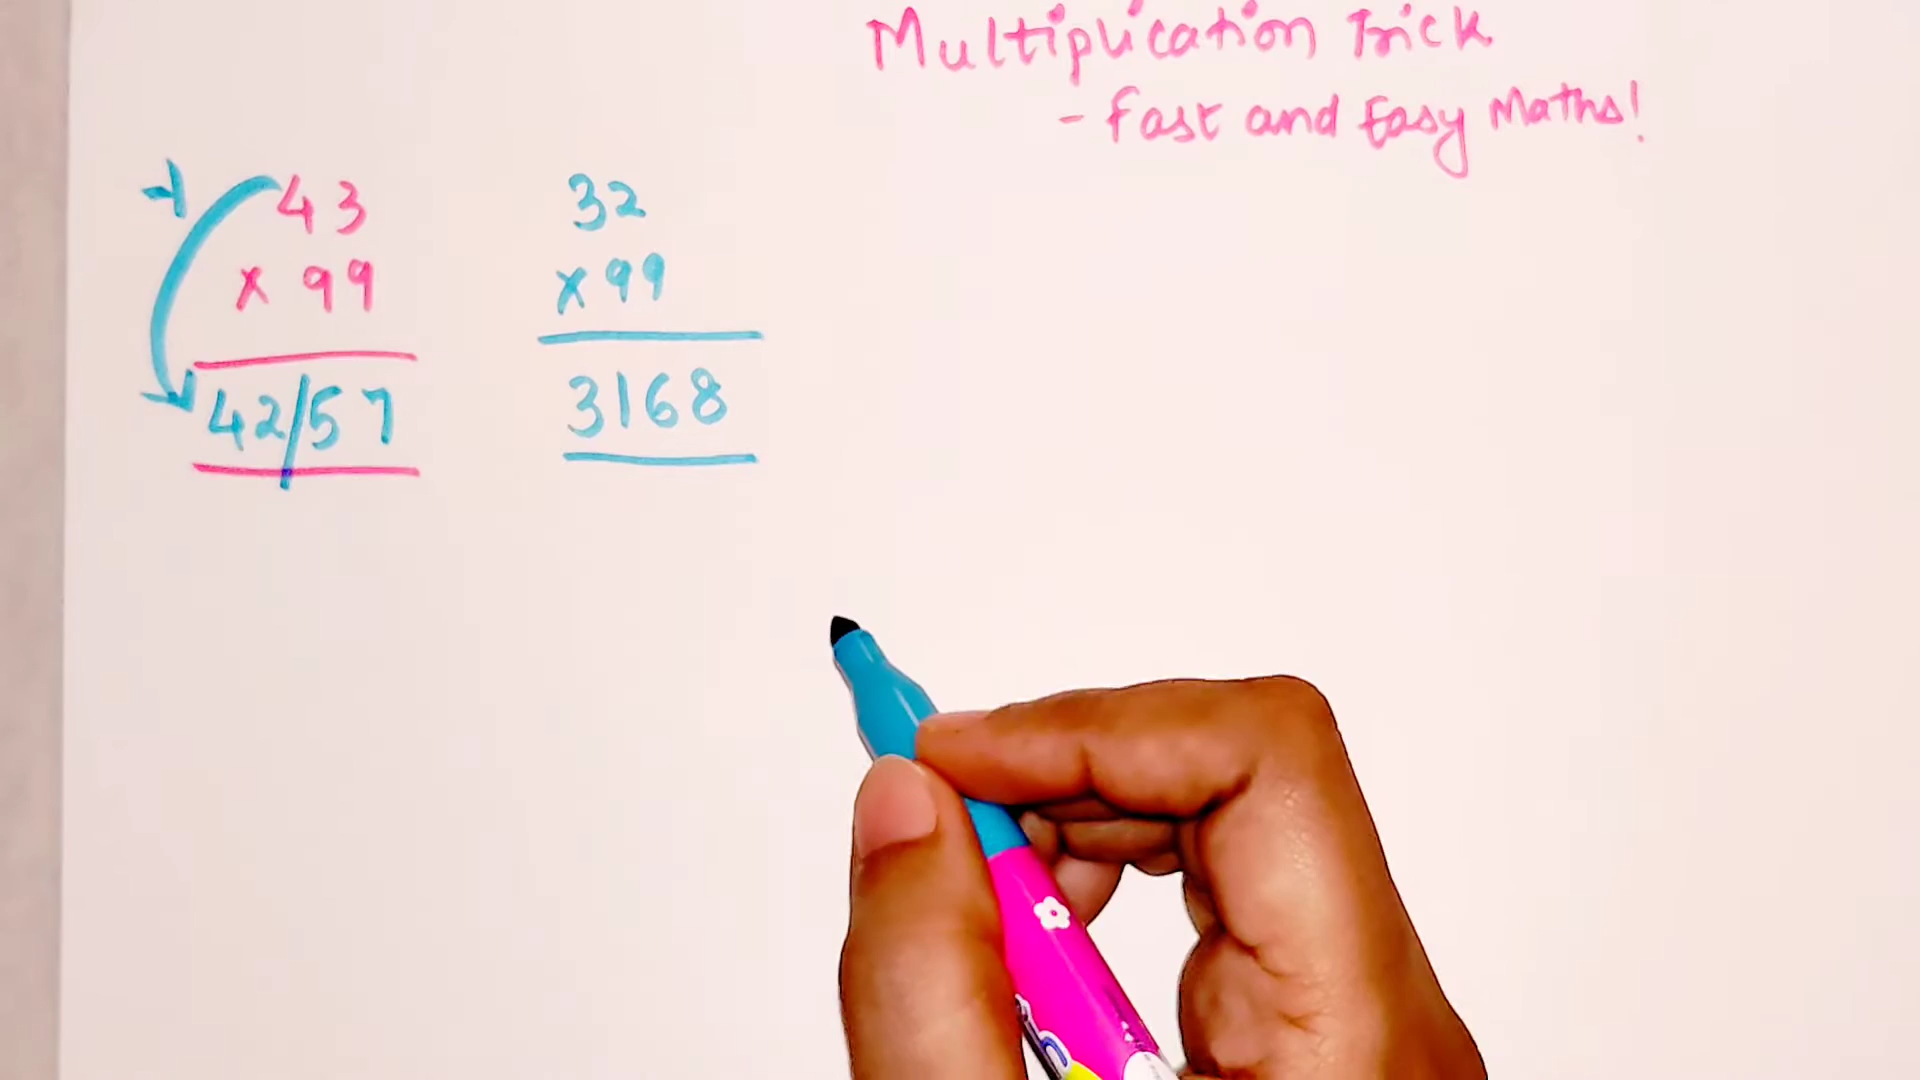 Multiplication Trick
- Fast and Easy Maths!
-1
43
x 99
42/57
32
x 99
3168